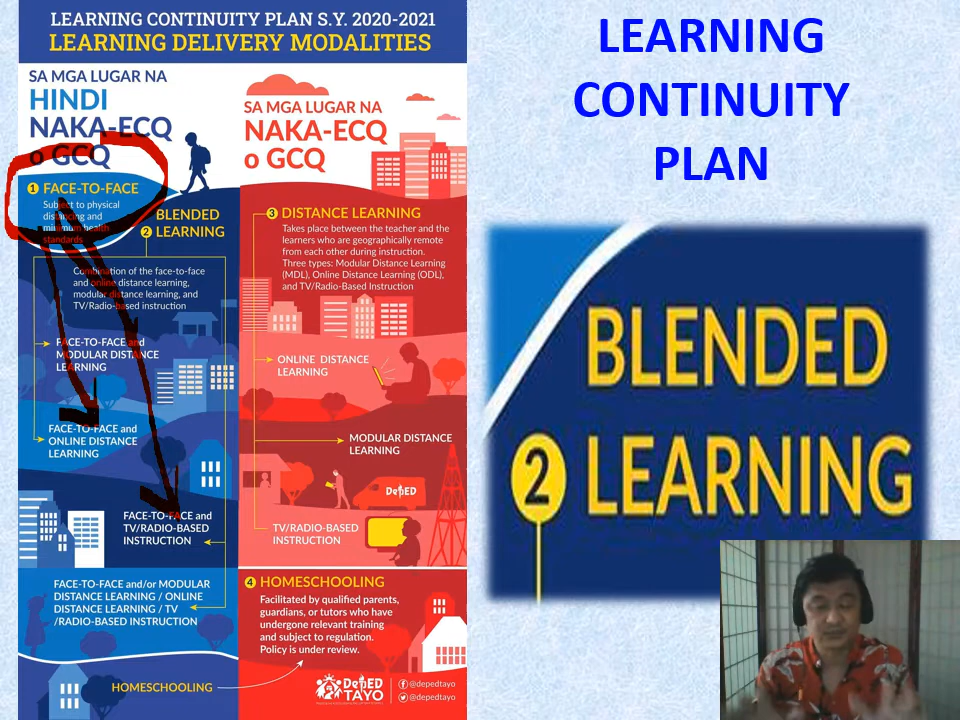 LEARNING CONTINUITY PLAN S.Y. 2020-2021
LEARNING DELIVERY MODALITIES
SA MGA LUGAR NA
HINDI
NAKA-ECQ
o GCQ
1 FACE-TO-FACE
Subject to physical
distancing and
minimum health
standards
BLENDED
2 LEARNING
Combination of the face-to-face
and online distance learning,
modular distance learning, and
TV/Radio-based instruction
FACE-TO-FACE and
MODULAR DISTANCE
LEARNING
FACE-TO-FACE and
ONLINE DISTANCE
LEARNING
FACE-TO-FACE and
TV/RADIO-BASED
INSTRUCTION
FACE-TO-FACE and/or MODULAR
DISTANCE LEARNING / ONLINE
DISTANCE LEARNING / TV
/RADIO-BASED INSTRUCTION
HOMESCHOOLING
SA MGA LUGAR NA
NAKA-ECQ
o GCQ
3 DISTANCE LEARNING
Takes place between the teacher and the
learners who are geographically remote
from each other during instruction.
Three types: Modular Distance Learning
(MDL), Online Distance Learning (ODL),
and TV/Radio-Based Instruction
ONLINE DISTANCE
LEARNING
MODULAR DISTANCE
LEARNING
DepED
TV/RADIO-BASED
INSTRUCTION
4 HOMESCHOOLING
Facilitated by qualified parents,
guardians, or tutors who have
undergone relevant training
and subject to regulation.
Policy is under review.
DepED
TAYO
@depedtayo
@depedtayo
LEARNING
CONTINUITY
PLAN
BLENDED
2 LEARNING